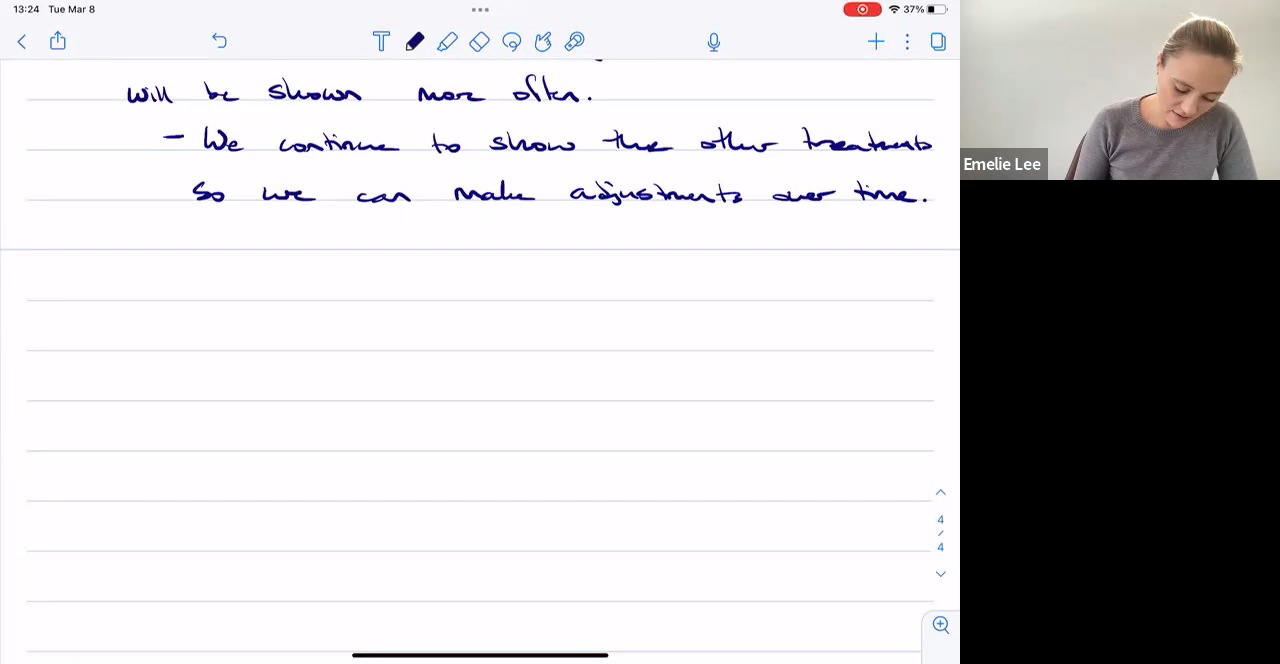 13:24 Tue Mar 8
37%
will be shown more often.
- We continue to show the other treatments
so we can make adjustments over time.
Emelie Lee
4
/
4